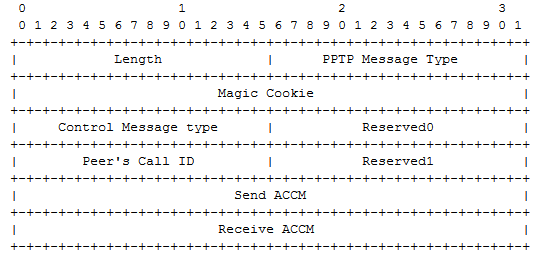 0                   1                   2                   3
0 1 2 3 4 5 6 7 8 9 0 1 2 3 4 5 6 7 8 9 0 1 2 3 4 5 6 7 8 9 0 1
+-+-+-+-+-+-+-+-+-+-+-+-+-+-+-+-+-+-+-+-+-+-+-+-+-+-+-+-+-+-+-+-+
|            Length             |      PPTP Message Type        |
+-+-+-+-+-+-+-+-+-+-+-+-+-+-+-+-+-+-+-+-+-+-+-+-+-+-+-+-+-+-+-+-+
|                         Magic Cookie                          |
+-+-+-+-+-+-+-+-+-+-+-+-+-+-+-+-+-+-+-+-+-+-+-+-+-+-+-+-+-+-+-+-+
|     Control Message type      |           Reserved0           |
+-+-+-+-+-+-+-+-+-+-+-+-+-+-+-+-+-+-+-+-+-+-+-+-+-+-+-+-+-+-+-+-+
|        Peer's Call ID         |           Reserved1           |
+-+-+-+-+-+-+-+-+-+-+-+-+-+-+-+-+-+-+-+-+-+-+-+-+-+-+-+-+-+-+-+-+
|                           Send ACCM                           |
+-+-+-+-+-+-+-+-+-+-+-+-+-+-+-+-+-+-+-+-+-+-+-+-+-+-+-+-+-+-+-+-+
|                         Receive ACCM                          |
+-+-+-+-+-+-+-+-+-+-+-+-+-+-+-+-+-+-+-+-+-+-+-+-+-+-+-+-+-+-+-+-+